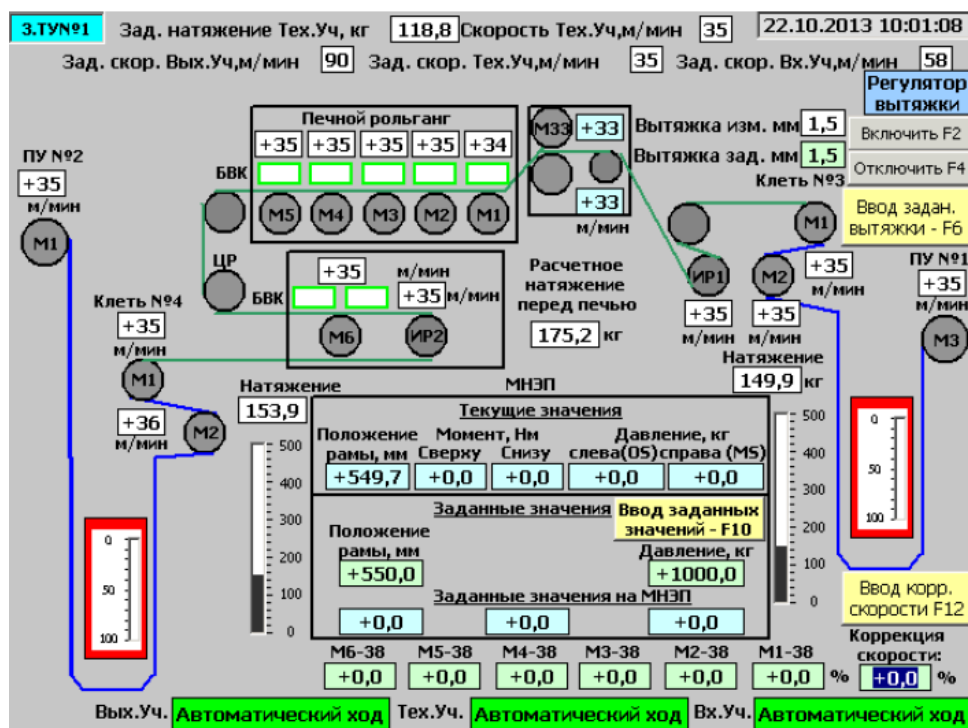 3.ТУ№1
Зад. натяжение Тех.Уч, кг 118,8 Скорость Тех.Уч,м/мин 35
22.10.2013 10:01:08
Зад. скор. Вых.Уч,м/мин 90 Зад. скор. Тех.Уч,м/мин 35 Зад. скор. Вх.Уч,м/мин 58
Регулятор
вытяжки
Включить F2
Отключить F4
Ввод задан.
вытяжки - F6
Печной рольганг
+35 +35 +35 +35 +34
БВК
М5 М4 М3 М2 М1
М33 +33
+33
м/мин
Вытяжка изм. мм 1,5
Вытяжка зад. мм 1,5
Клеть №3
М1
+35
м/мин
М2
+35
м/мин
ИР1
+35
м/мин
ПУ №1
+35
м/мин
М3
ПУ №2
+35
м/мин
М1
ЦР
БВК
+35 м/мин
+35 м/мин
М6 ИР2
Расчетное
натяжение
перед печью
175,2 кг
Клеть №4
+35
м/мин
М1
+36
м/мин
М2
Натяжение
153,9
500
400
300
200
100
0
Натяжение
149,9 кг
500
400
300
200
100
0
0
50
100
0
50
100
МНЭП
Текущие значения
Положение
рамы, мм
+549,7
Момент, Нм
Сверху Снизу
+0,0 +0,0
Давление, кг
слева(OS) справа (MS)
+0,0 +0,0
Заданные значения
Ввод заданных
значений - F10
Положение
рамы, мм
+550,0
Давление, кг
+1000,0
Заданные значения на МНЭП
+0,0 +0,0 +0,0
Ввод корр.
скорости F12
Коррекция
скорости:
+0,0 %
М6-38 М5-38 М4-38 М3-38 М2-38 М1-38
+0,0 +0,0 +0,0 +0,0 +0,0 +0,0 %
Вых.Уч. Автоматический ход Тех.Уч. Автоматический ход Вх.Уч. Автоматический ход